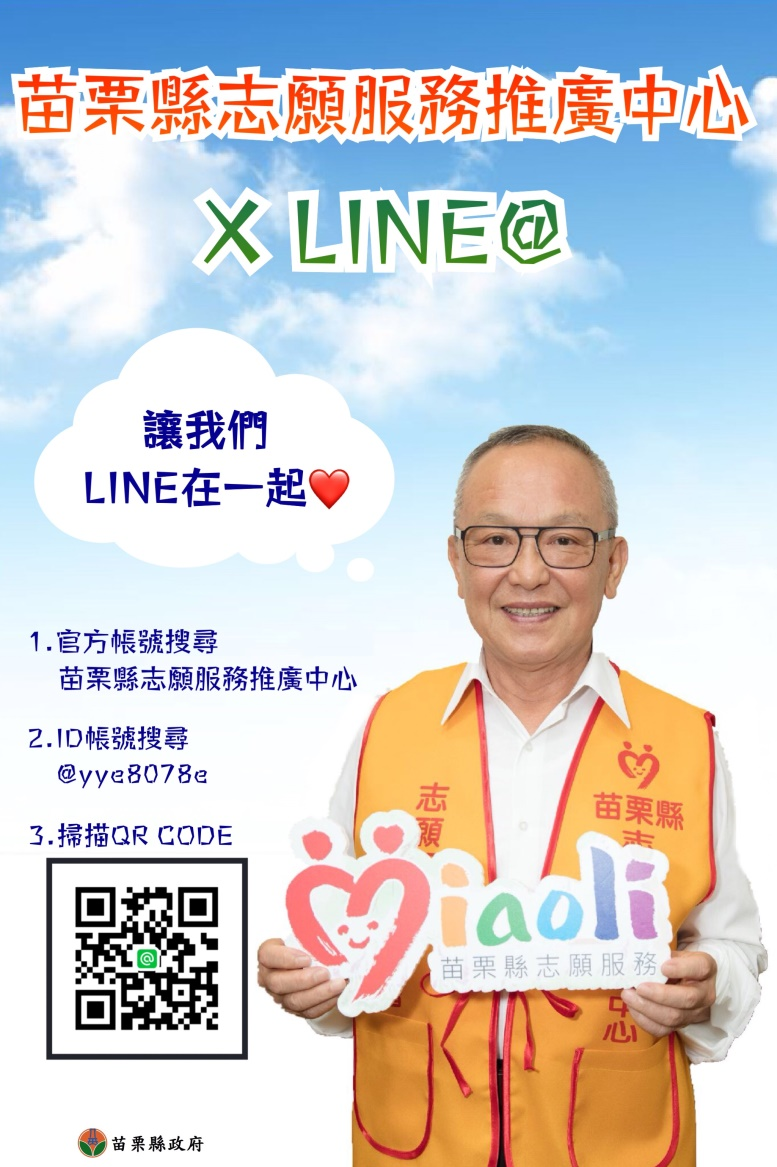 苗栗縣志願服務推廣中心
X LINE@
讓我們
LINE在一起❤️
1.官方帳號搜尋
苗栗縣志願服務推廣中心
2.ID帳號搜尋
@yye8078e
3.掃描QR CODE
志願
苗栗縣
志
Miaoli
苗栗縣志願服務
中心
苗栗縣政府